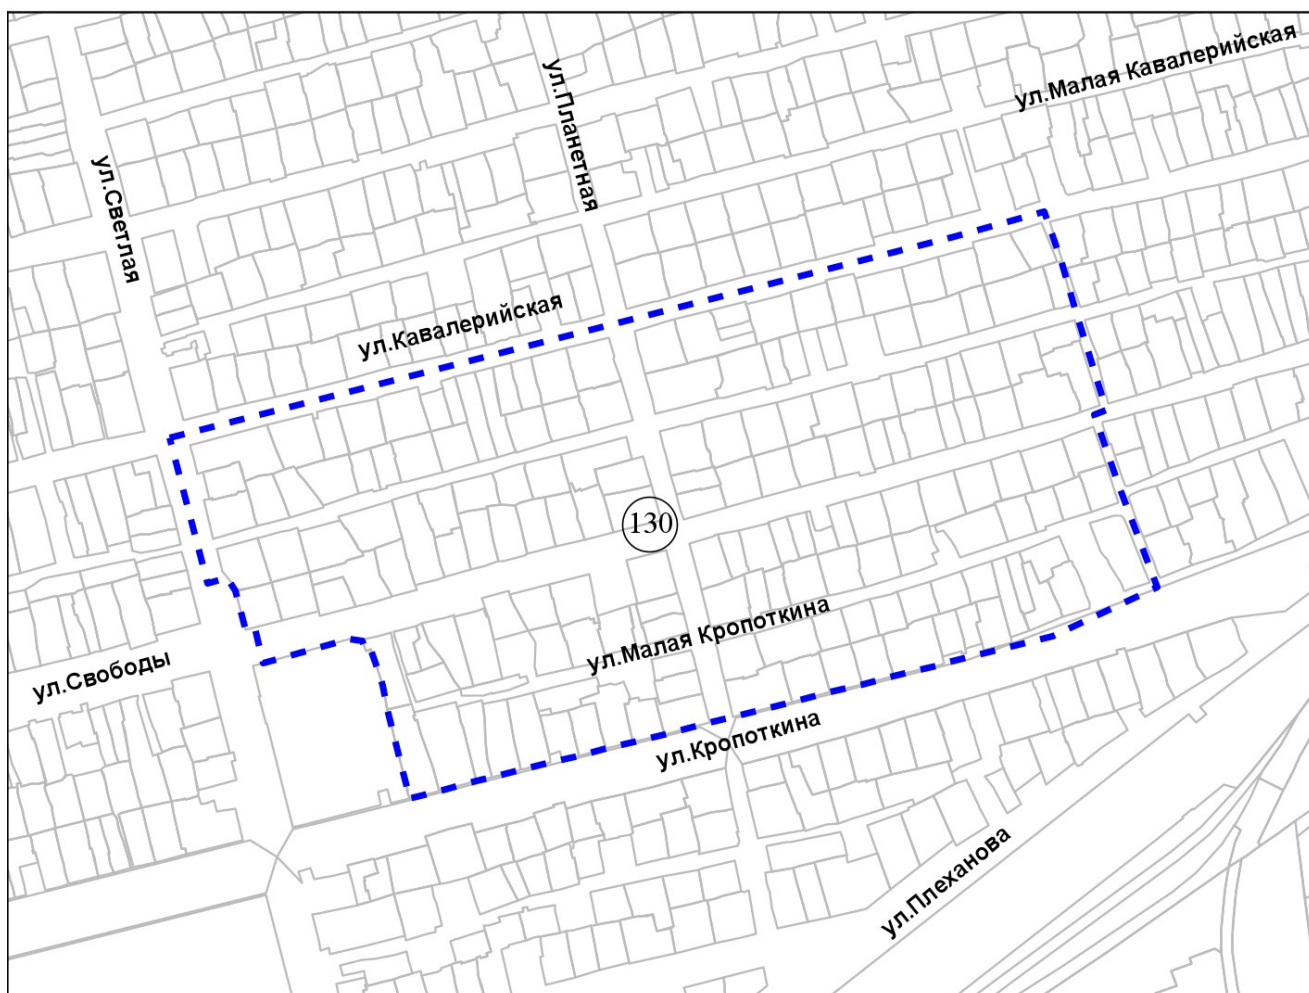 ул.Малая Кавалерийская
ул.Планетная
ул.Светлая
ул.Кавалерийская
130
ул.Малая Кропоткина
ул.Свободы
ул.Кропоткина
ул.Плеханова